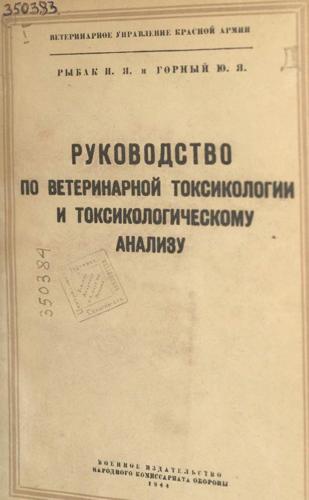 350383
ВЕТЕРИНАРНОЕ УПРАВЛЕНИЕ КРАСНОЙ АРМИИ
РЫБАК И. Я. и ГОРНЫЙ Ю. Я.
РУКОВОДСТВО
ПО ВЕТЕРИНАРНОЙ ТОКСИКОЛОГИИ
И ТОКСИКОЛОГИЧЕСКОМУ
АНАЛИЗУ
350384
ВОЕННОЕ ИЗДАТЕЛЬСТВО
НАРОДНОГО КОМИССАРИАТА ОБОРОНЫ
1944